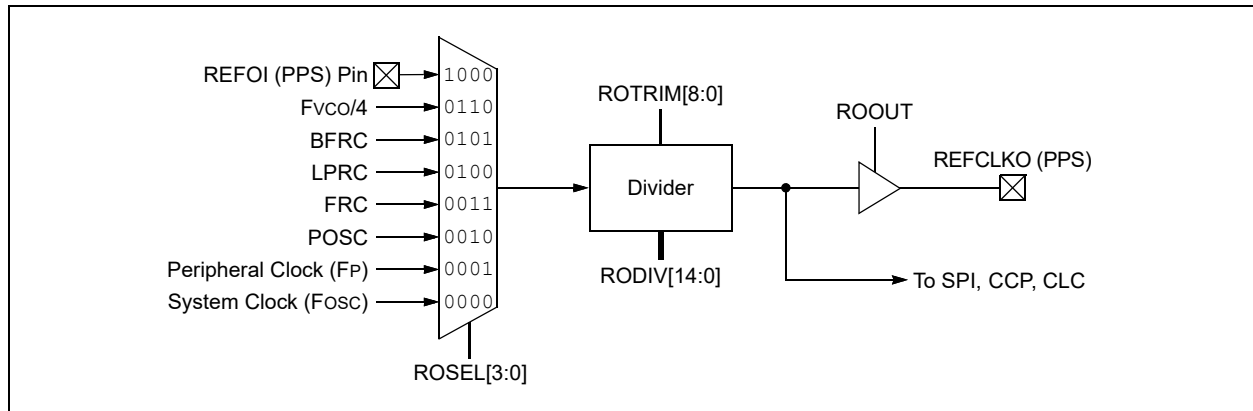 REFOI (PPS) Pin 1000
FVCO/4 0110
BFRC 0101
LPRC 0100
FRC 0011
POSC 0010
Peripheral Clock (FP) 0001
System Clock (FOSC) 0000
ROSEL[3:0]
ROTRIM[8:0]
Divider
RODIV[14:0]
ROOUT
REFCLKO (PPS)
To SPI, CCP, CLC